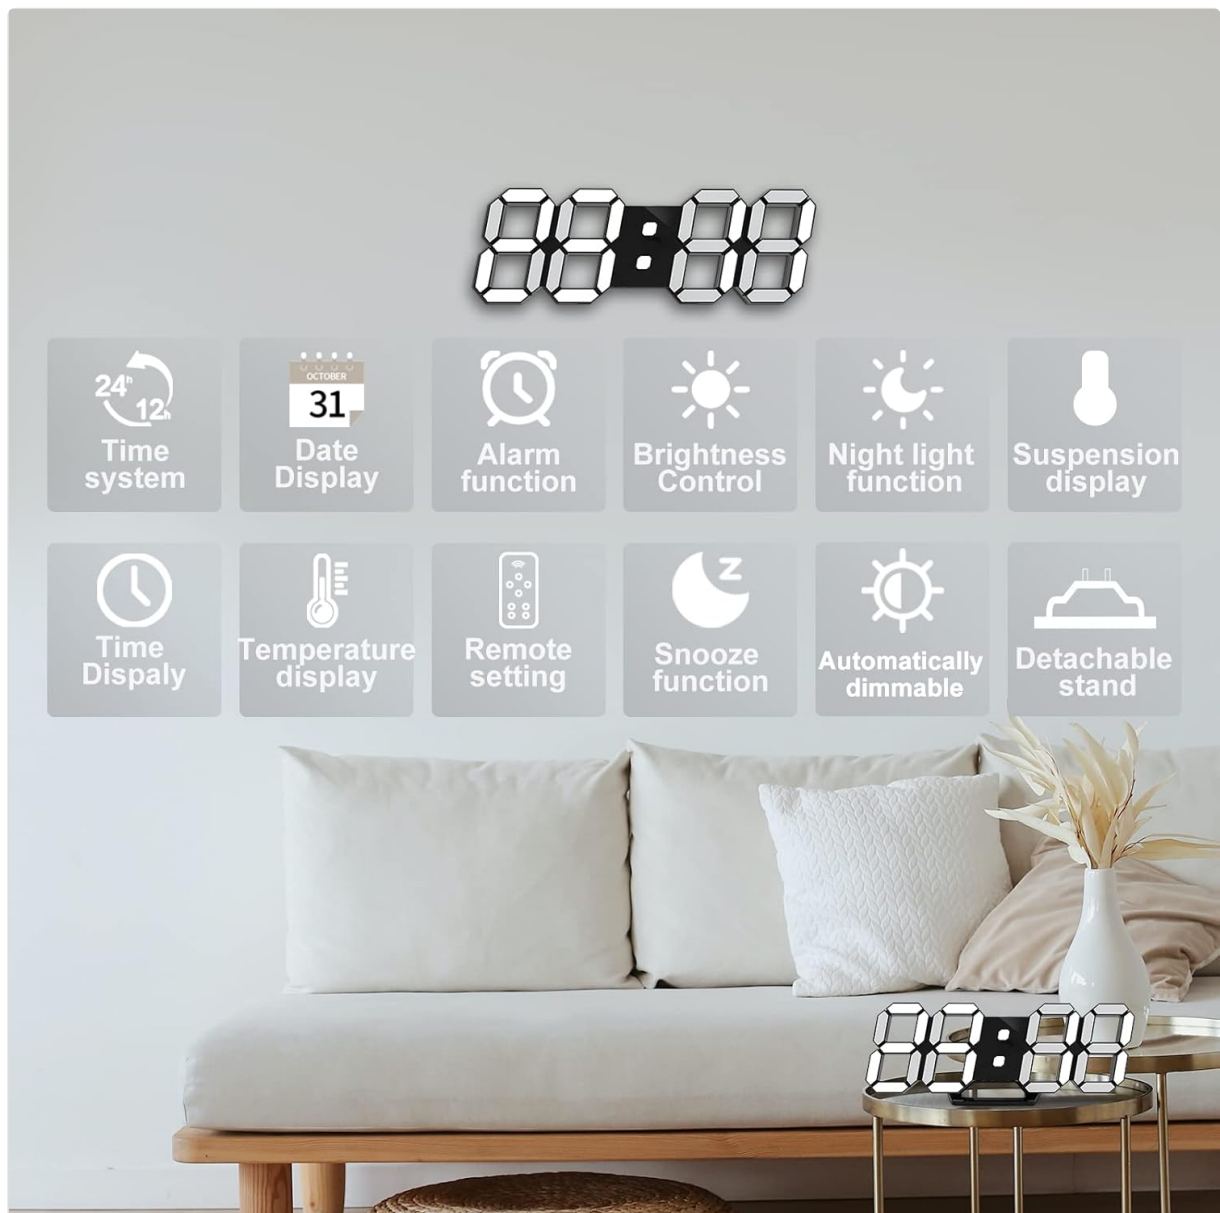 24h
12h
Time
system
OCTOBER
31
Date
Display
Alarm
function
Brightness
Control
Night light
function
Suspension
display
Time
Dispaly
Temperature
display
Remote
setting
Z
Snooze
function
Automatically
dimmable
Detachable
stand